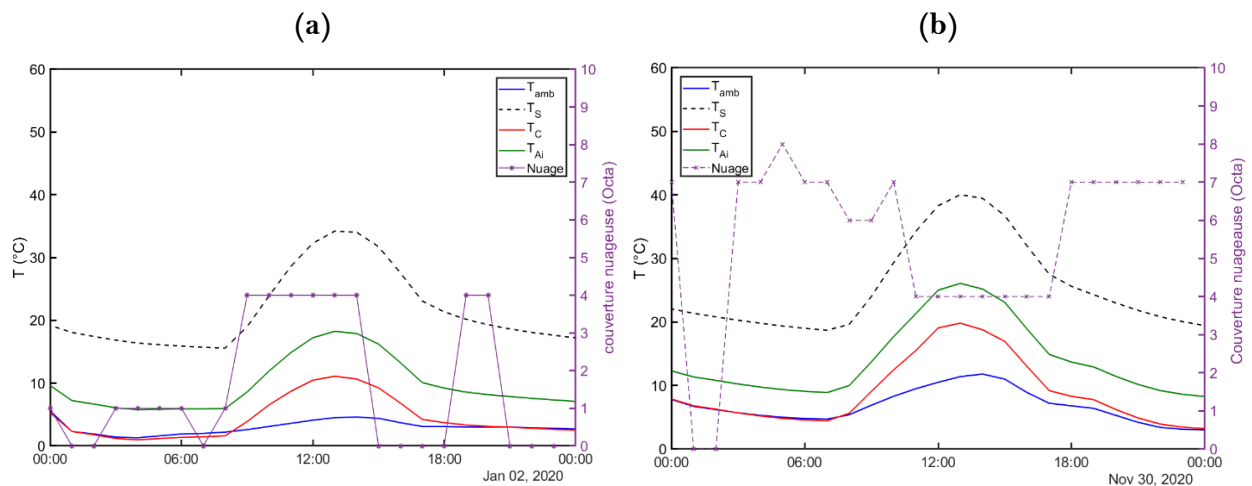 (a)
(b)
60
50
40
30
20
10
0
T (°C)
T_amb
T_S
T_C
T_Ai
Nuage
10
9
8
7
6
5
4
3
2
1
0
couverture nuageuse (Octa)
00:00 06:00 12:00 18:00 00:00
Jan 02, 2020
60
50
40
30
20
10
0
T (°C)
T_amb
T_S
T_C
T_Ai
Nuage
10
9
8
7
6
5
4
3
2
1
0
Couverture nuageause (Octa)
00:00 06:00 12:00 18:00 00:00
Nov 30, 2020